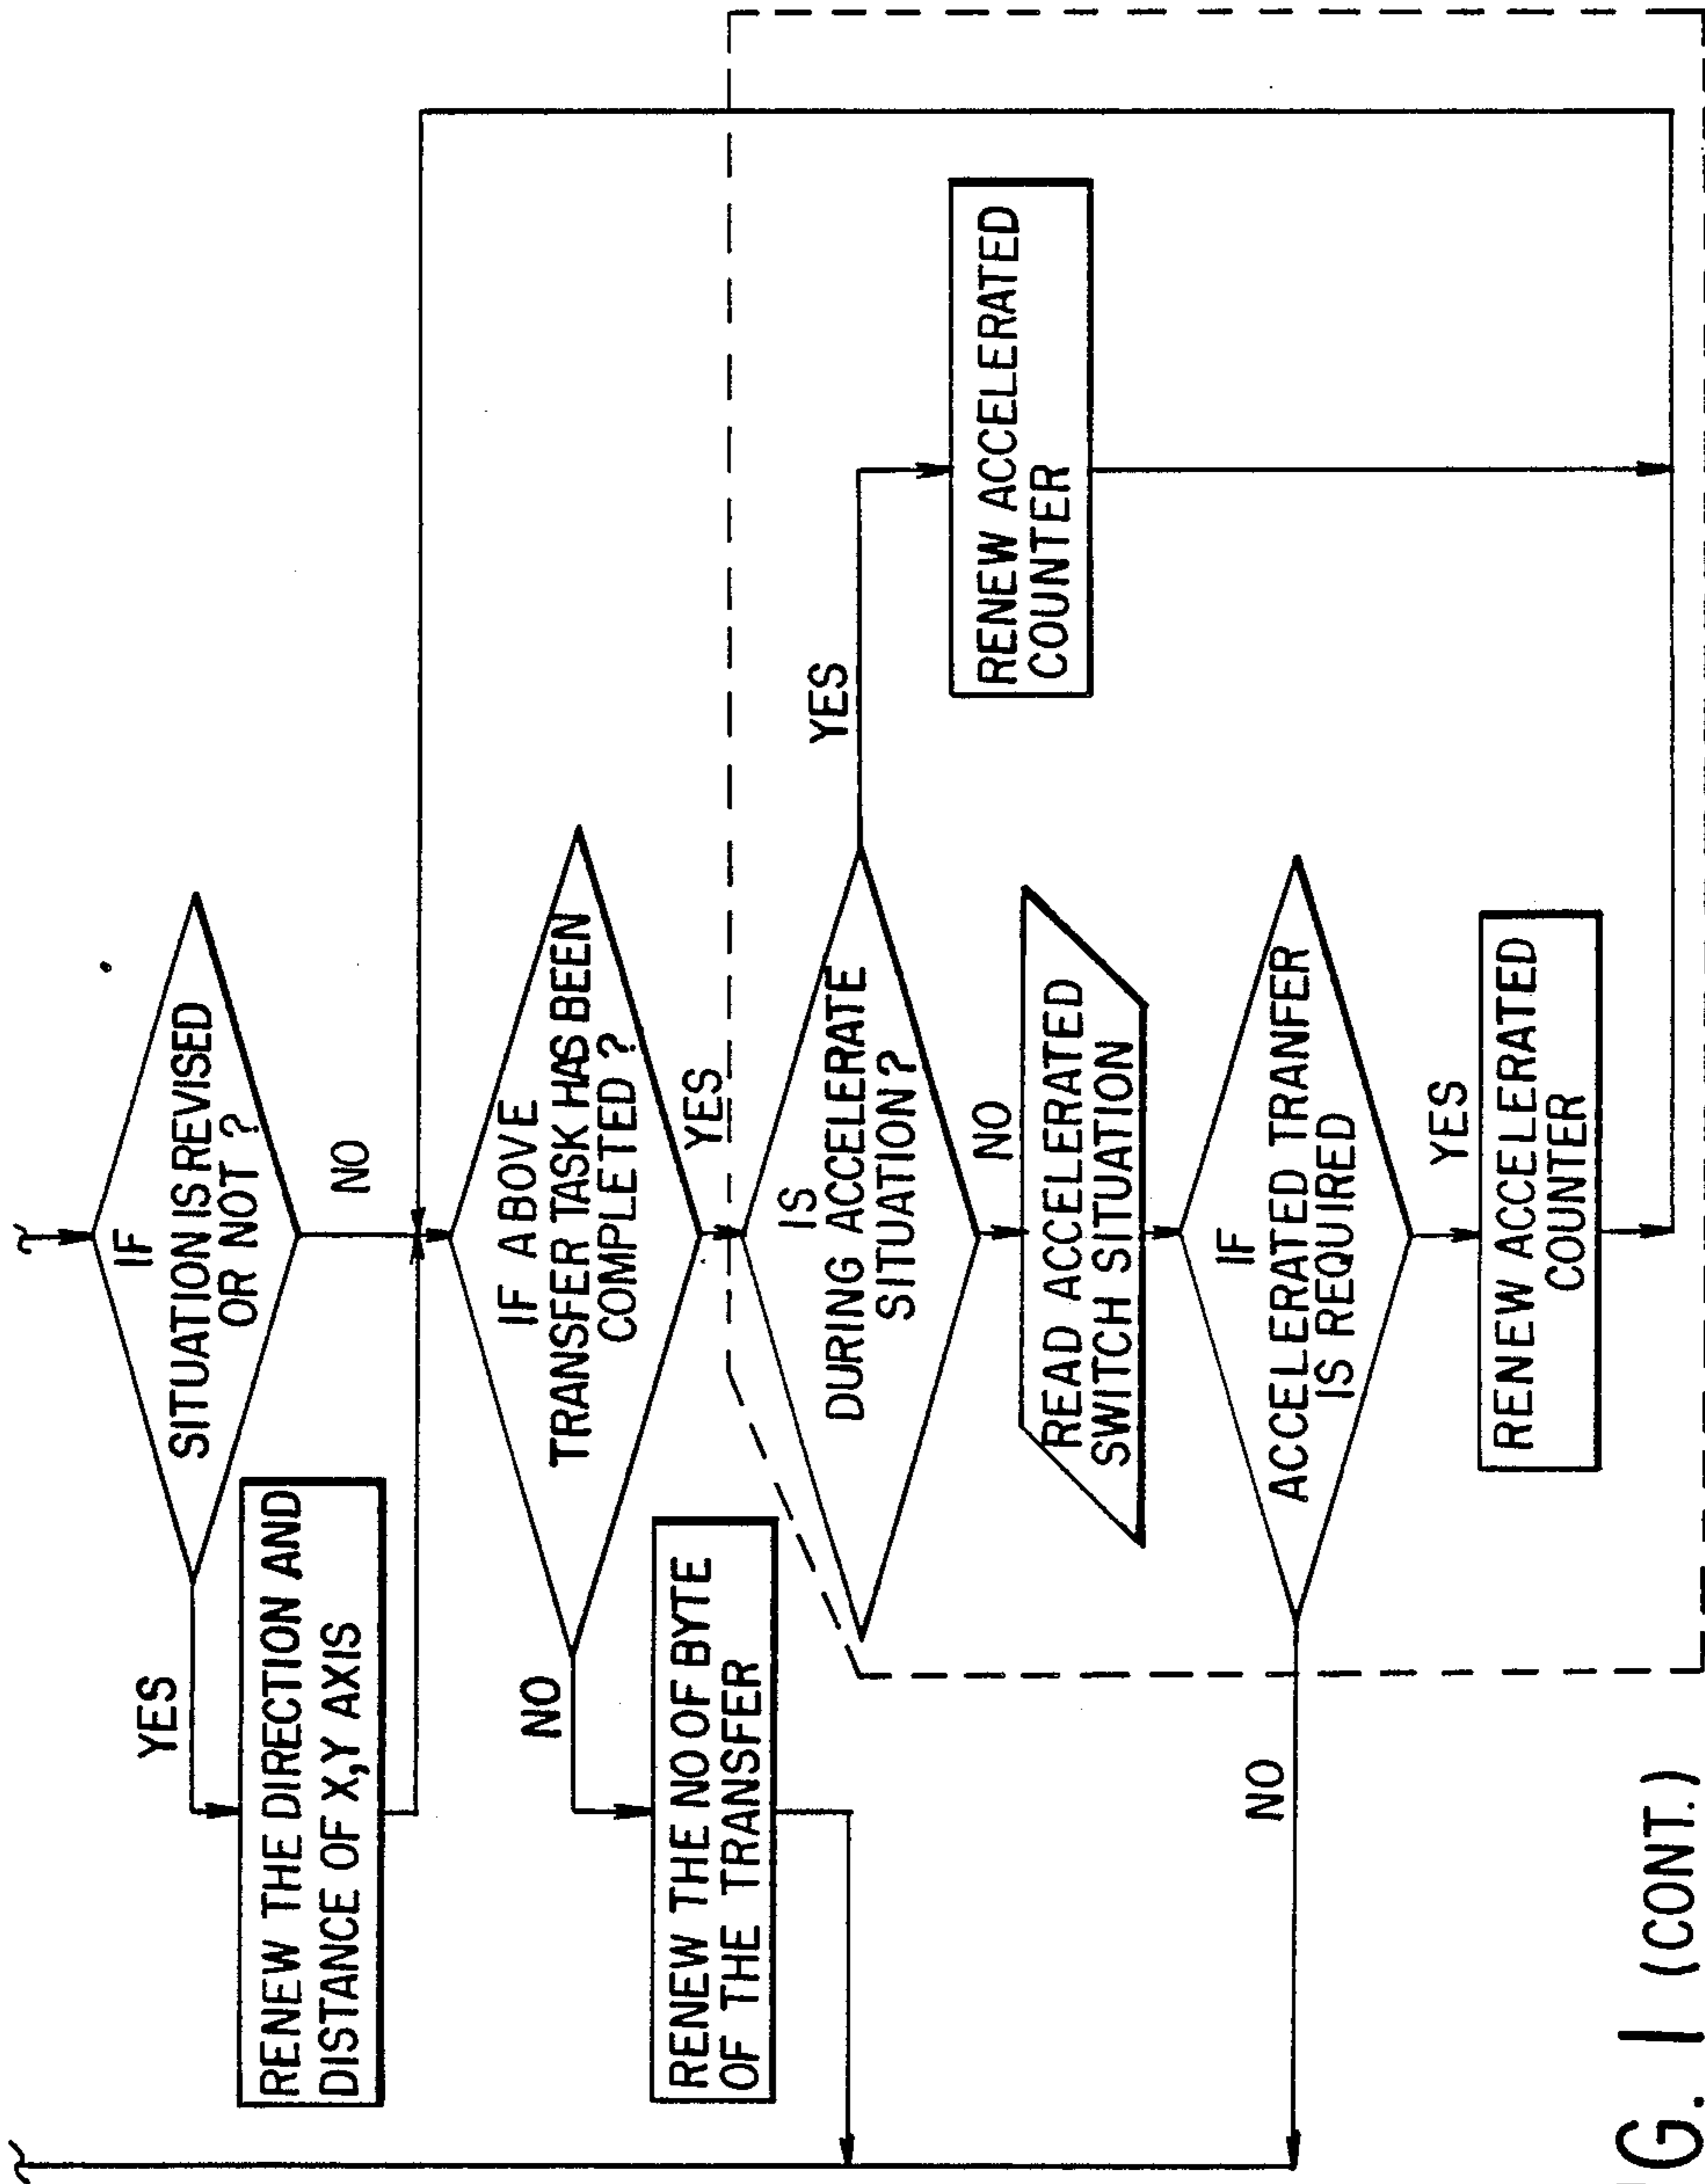 IF
SITUATION IS REVISED
OR NOT ?
YES
NO
RENEW THE DIRECTION AND
DISTANCE OF X,Y AXIS
IF ABOVE
TRANSFER TASK HAS BEEN
COMPLETED ?
NO
YES
RENEW THE NO OF BYTE
OF THE TRANSFER
IS
DURING ACCELERATE
SITUATION ?
YES
NO
RENEW ACCELERATED
COUNTER
READ ACCELERATED
SWITCH SITUATION
IF
ACCELERATED TRANFER
IS REQUIRED
NO
YES
RENEW ACCELERATED
COUNTER
G. 1 (CONT.)